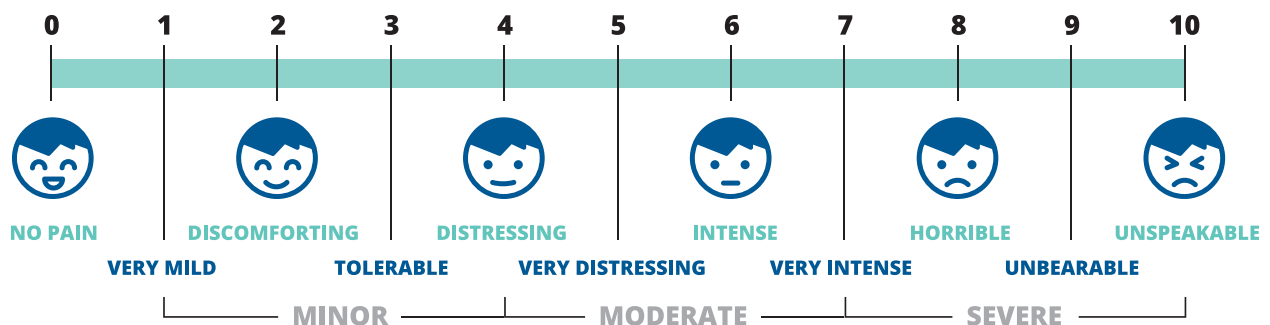 0 1 2 3 4 5 6 7 8 9 10
NO PAIN DISCOMFORTING DISTRESSING INTENSE HORRIBLE UNSPEAKABLE
VERY MILD TOLERABLE VERY DISTRESSING VERY INTENSE UNBEARABLE
MINOR MODERATE SEVERE